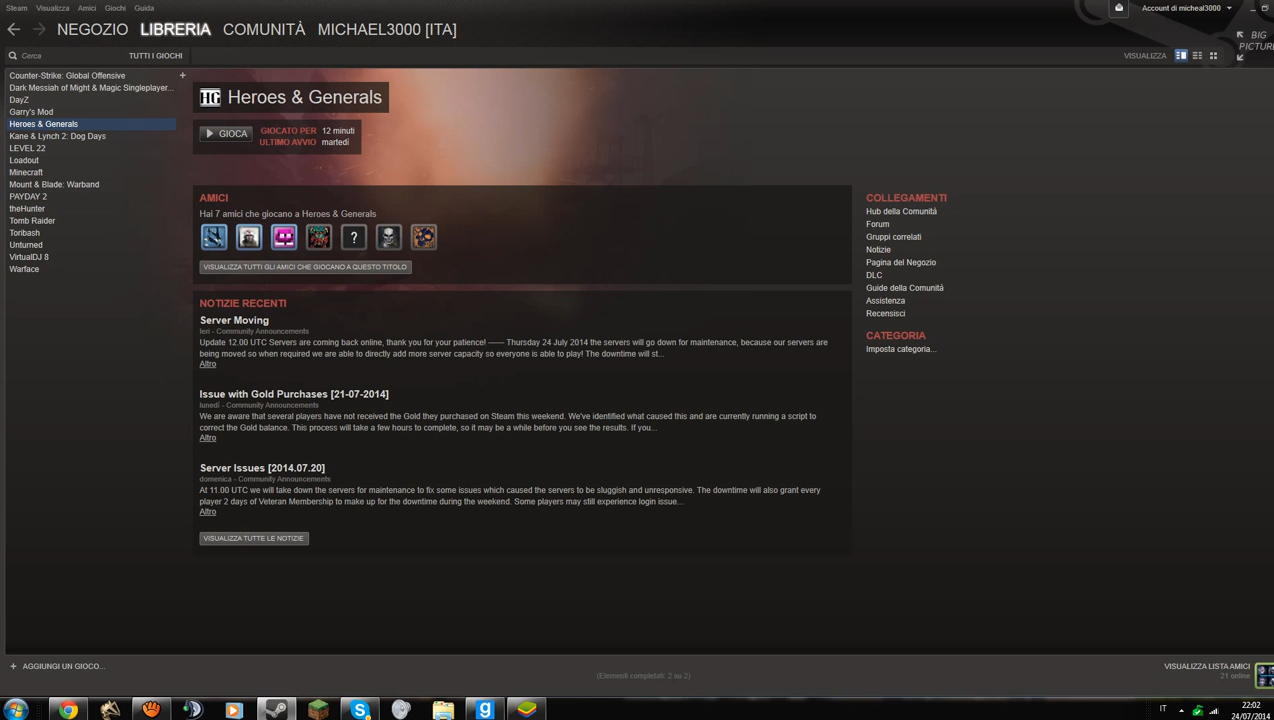 Steam Visualizza Amici Giochi Guida
Account di micheal3000
NEGOZIO LIBRERIA COMUNITÀ MICHAEL3000 [ITA]
BIG
PICTURE
Cerca TUTTI I GIOCHI
VISUALIZZA
Counter-Strike: Global Offensive
Dark Messiah of Might & Magic Singleplayer...
DayZ
Garry's Mod
Heroes & Generals
Kane & Lynch 2: Dog Days
LEVEL 22
Loadout
Minecraft
Mount & Blade: Warband
PAYDAY 2
theHunter
Tomb Raider
Toribash
Unturned
VirtualDJ 8
Warface
+
HG Heroes & Generals
GIOCA
GIOCATO PER 12 minuti
ULTIMO AVVIO martedì
AMICI
Hai 7 amici che giocano a Heroes & Generals
?
VISUALIZZA TUTTI GLI AMICI CHE GIOCANO A QUESTO TITOLO
NOTIZIE RECENTI
Server Moving
Ieri - Community Announcements
Update 12.00 UTC Servers are coming back online, thank you for your patience! —— Thursday 24 July 2014 the servers will go down for maintenance, because our servers are
being moved so when required we are able to directly add more server capacity so everyone is able to play! The downtime will st...
Altro
Issue with Gold Purchases [21-07-2014]
lunedì - Community Announcements
We are aware that several players have not received the Gold they purchased on Steam this weekend. We've identified what caused this and are currently running a script to
correct the Gold balance. This process will take a few hours to complete, so it may be a while before you see the results. If you...
Altro
Server Issues [2014.07.20]
domenica - Community Announcements
At 11.00 UTC we will take down the servers for maintenance to fix some issues which caused the servers to be sluggish and unresponsive. The downtime will also grant every
player 2 days of Veteran Membership to make up for the downtime during the weekend. Some players may still experience login issue...
Altro
VISUALIZZA TUTTE LE NOTIZIE
COLLEGAMENTI
Hub della Comunità
Forum
Gruppi correlati
Notizie
Pagina del Negozio
DLC
Guide della Comunità
Assistenza
Recensisci
CATEGORIA
Imposta categoria...
+ AGGIUNGI UN GIOCO...
(Elementi completati: 2 su 2)
VISUALIZZA LISTA AMICI
21 online
IT
22:02
24/07/2014